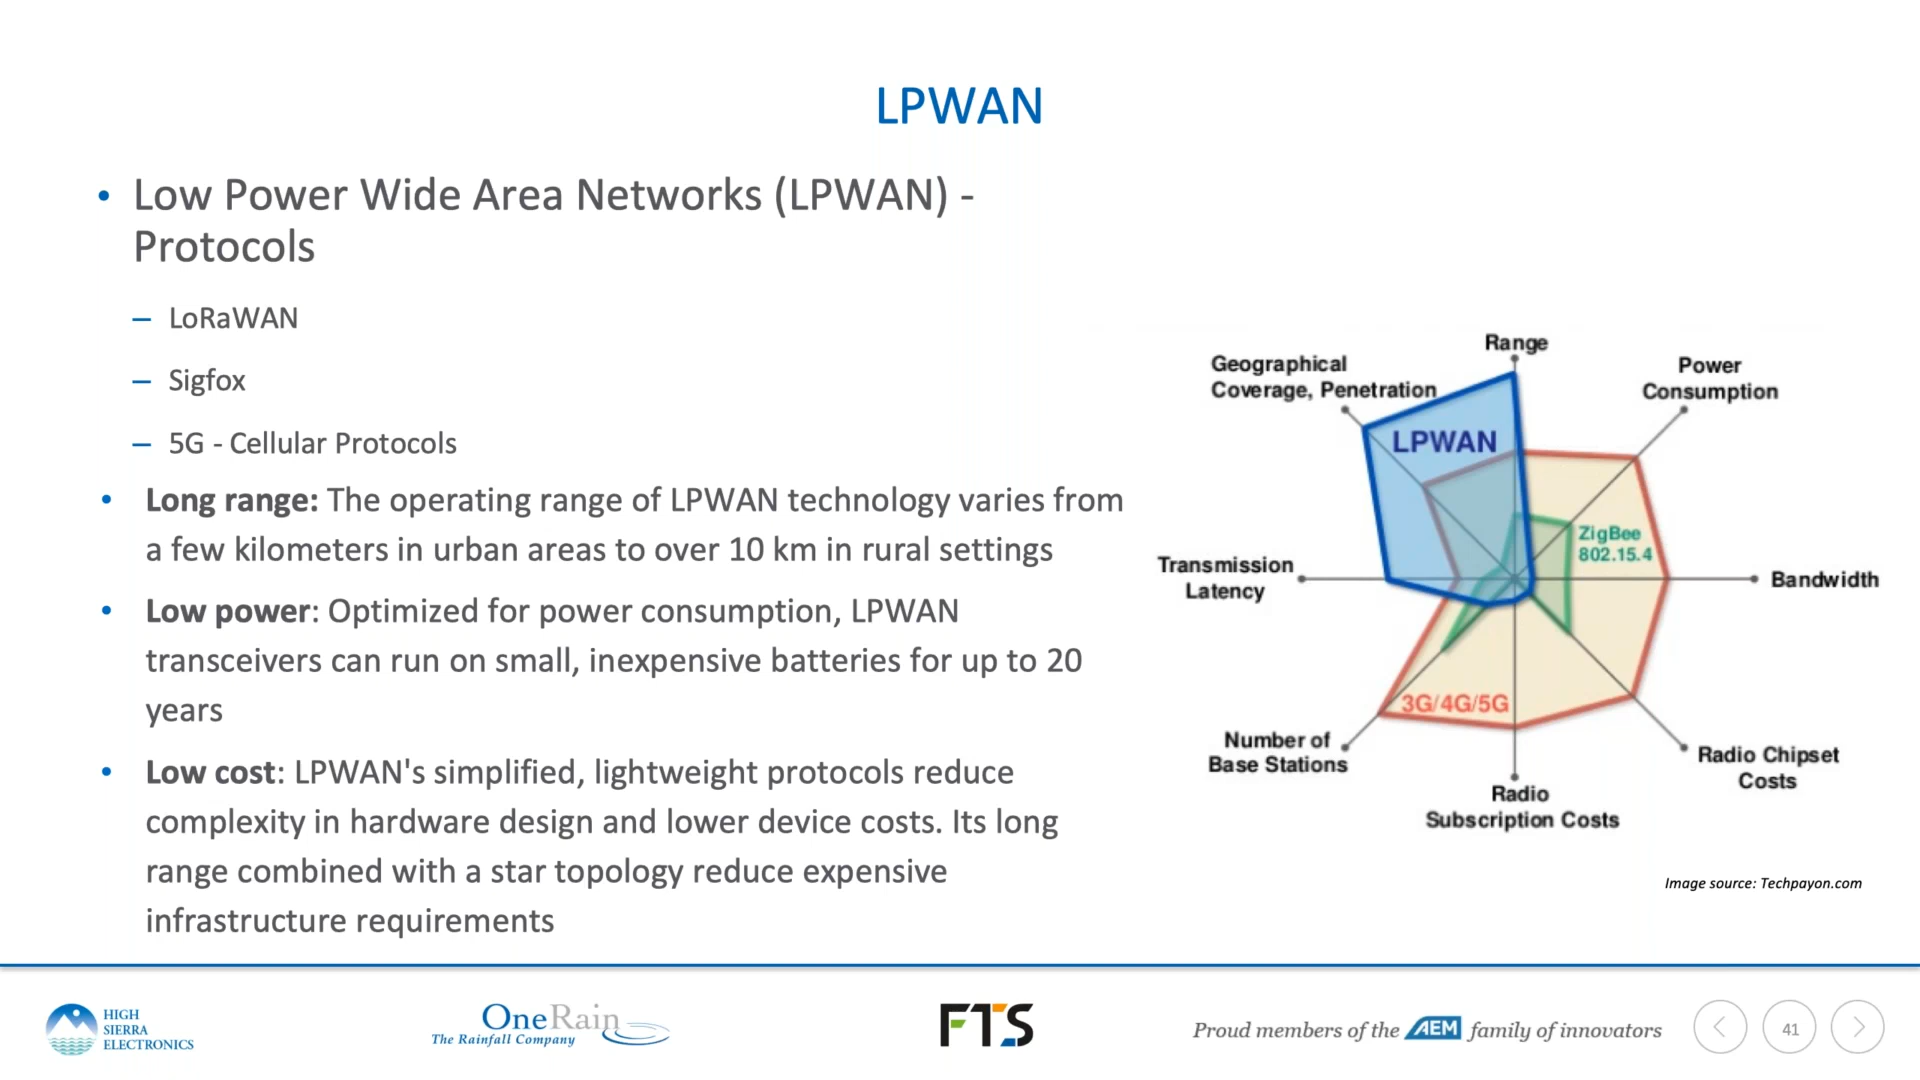 LPWAN
• Low Power Wide Area Networks (LPWAN) -
Protocols
– LoRaWAN
– Sigfox
– 5G - Cellular Protocols
• Long range: The operating range of LPWAN technology varies from
a few kilometers in urban areas to over 10 km in rural settings
• Low power: Optimized for power consumption, LPWAN
transceivers can run on small, inexpensive batteries for up to 20
years
• Low cost: LPWAN's simplified, lightweight protocols reduce
complexity in hardware design and lower device costs. Its long
range combined with a star topology reduce expensive
infrastructure requirements
Range
Geographical
Coverage, Penetration
Power
Consumption
LPWAN
ZigBee
802.15.4
Transmission
Latency
Bandwidth
3G/4G/5G
Number of
Base Stations
Radio Chipset
Costs
Radio
Subscription Costs
Image source: Techpayon.com
HIGH
SIERRA
ELECTRONICS
OneRain
The Rainfall Company
FTS
Proud members of the AEM family of innovators
41